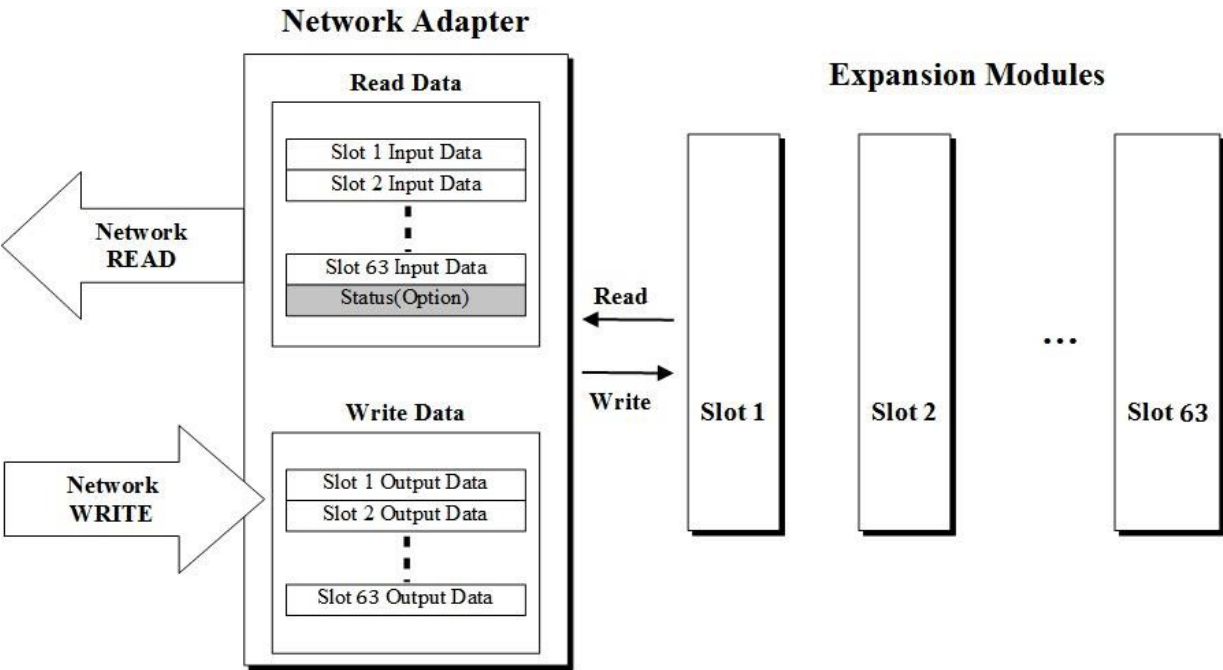 Network Adapter
Read Data
Slot 1 Input Data
Slot 2 Input Data
Slot 63 Input Data
Status(Option)
Network
READ
Write Data
Slot 1 Output Data
Slot 2 Output Data
Slot 63 Output Data
Network
WRITE
Read
Write
Expansion Modules
Slot 1
Slot 2
...
Slot 63